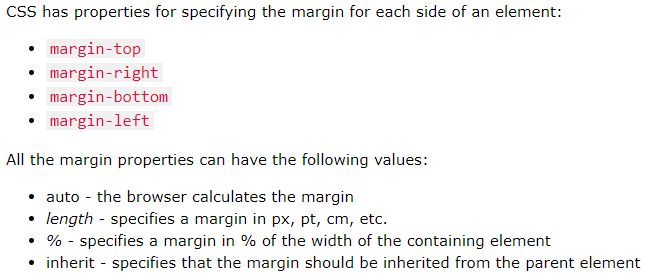 CSS has properties for specifying the margin for each side of an element:
margin-top
margin-right
margin-bottom
margin-left
All the margin properties can have the following values:
auto - the browser calculates the margin
length - specifies a margin in px, pt, cm, etc.
% - specifies a margin in % of the width of the containing element
inherit - specifies that the margin should be inherited from the parent element